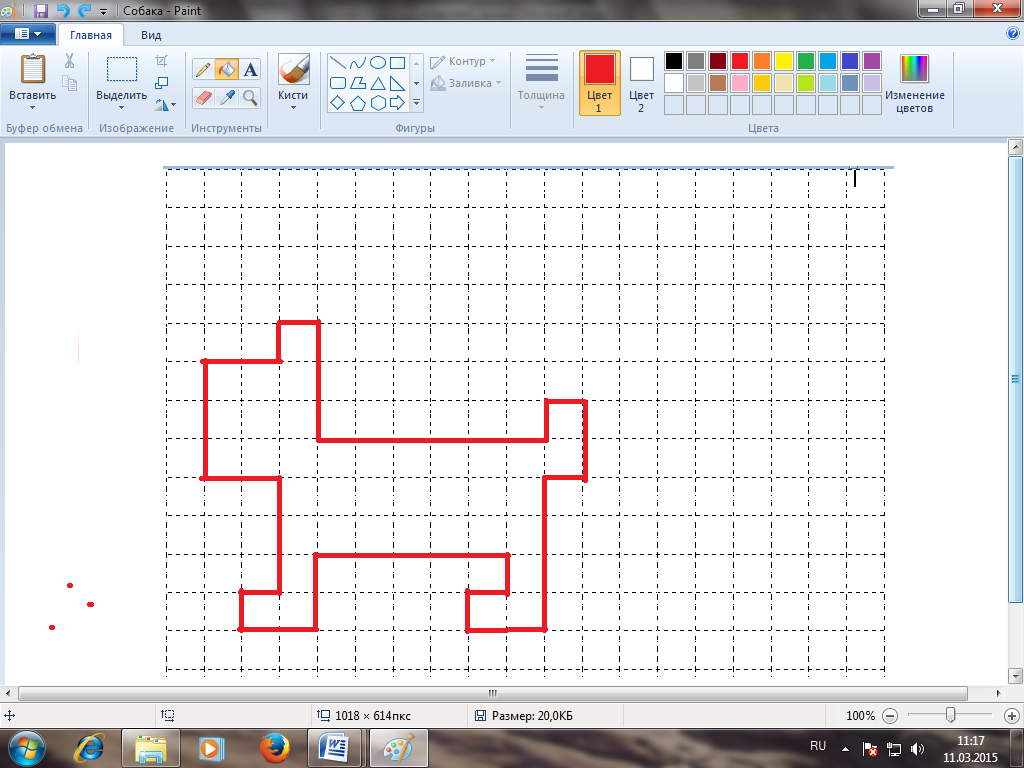 Собака - Paint
Главная
Вид
Вставить
Выделить
A
Кисти
Контур
Заливка
Толщина
Цвет
1
Цвет
2
Изменение
цветов
Буфер обмена
Изображение
Инструменты
Фигуры
Цвета
1018 × 614пкс
Размер: 20,0КБ
100%
RU
11:17
11.03.2015